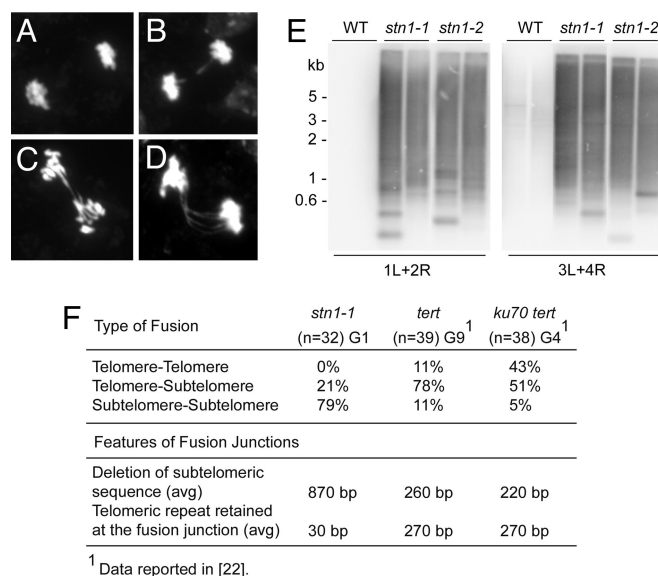 A
B
C
D
E
WT stn1-1 stn1-2 WT stn1-1 stn1-2
kb
5 -
3 -
2 -
1 -
0.6 -
1L+2R 3L+4R
F
Type of Fusion stn1-1 (n=32) G1 tert (n=39) G9 1 ku70 tert (n=38) G4 1
Telomere-Telomere 0% 11% 43%
Telomere-Subtelomere 21% 78% 51%
Subtelomere-Subtelomere 79% 11% 5%
Features of Fusion Junctions
Deletion of subtelomeric
sequence (avg) 870 bp 260 bp 220 bp
Telomeric repeat retained
at the fusion junction (avg) 30 bp 270 bp 270 bp
1 Data reported in [22].